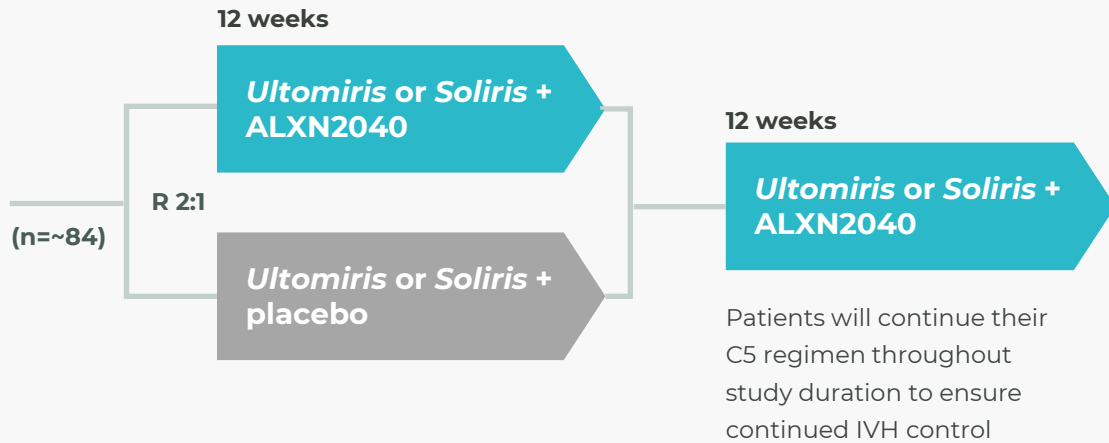 12 weeks
Ultomiris or Soliris +
ALXN2040
R 2:1
(n=~84)
Ultomiris or Soliris +
placebo
12 weeks
Ultomiris or Soliris +
ALXN2040
Patients will continue their
C5 regimen throughout
study duration to ensure
continued IVH control